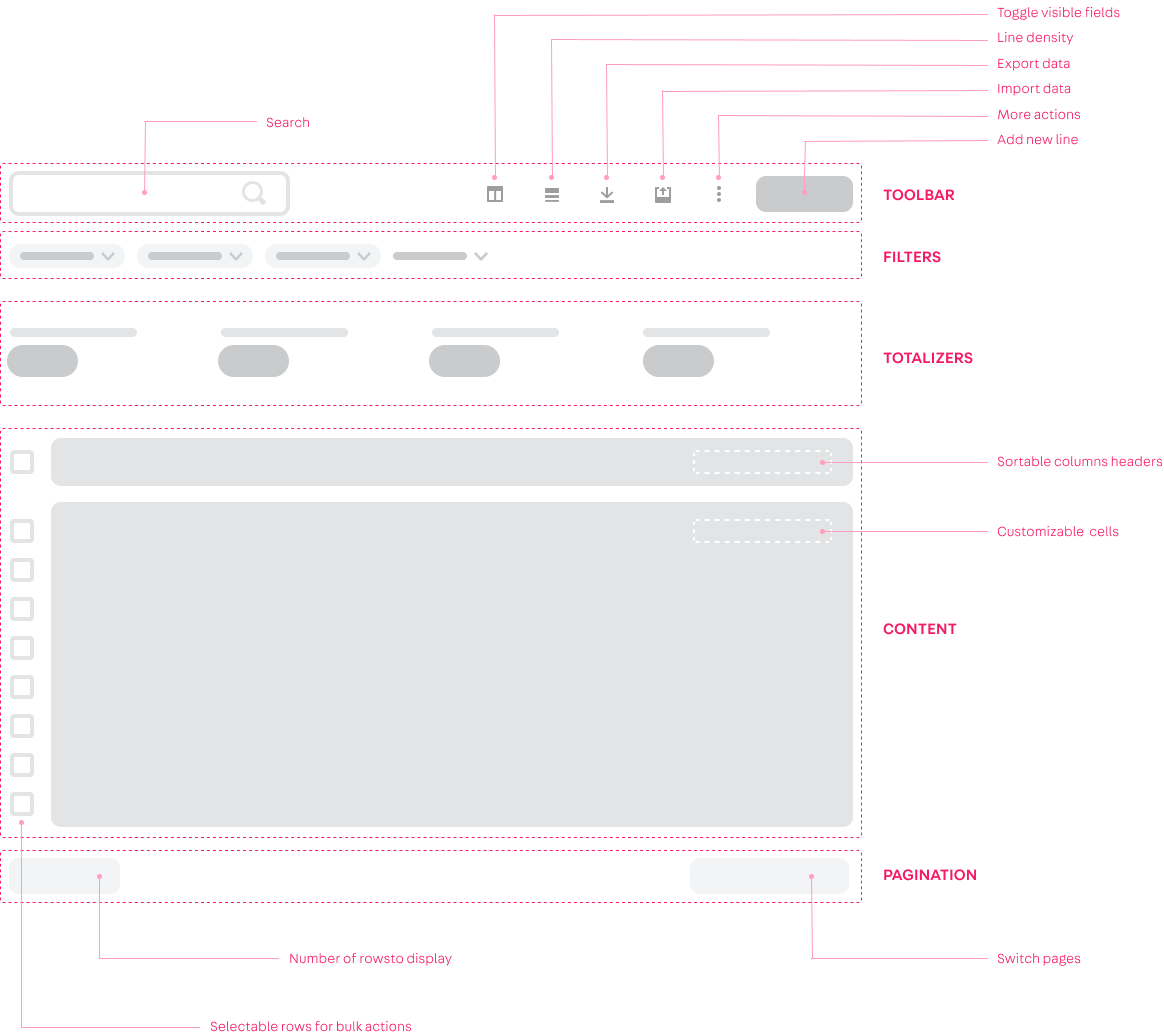 Toggle visible fields
Line density
Export data
Import data
More actions
Add new line
Search
TOOLBAR
FILTERS
TOTALIZERS
Sortable columns headers
Customizable cells
CONTENT
PAGINATION
Number of rowsto display
Switch pages
Selectable rows for bulk actions